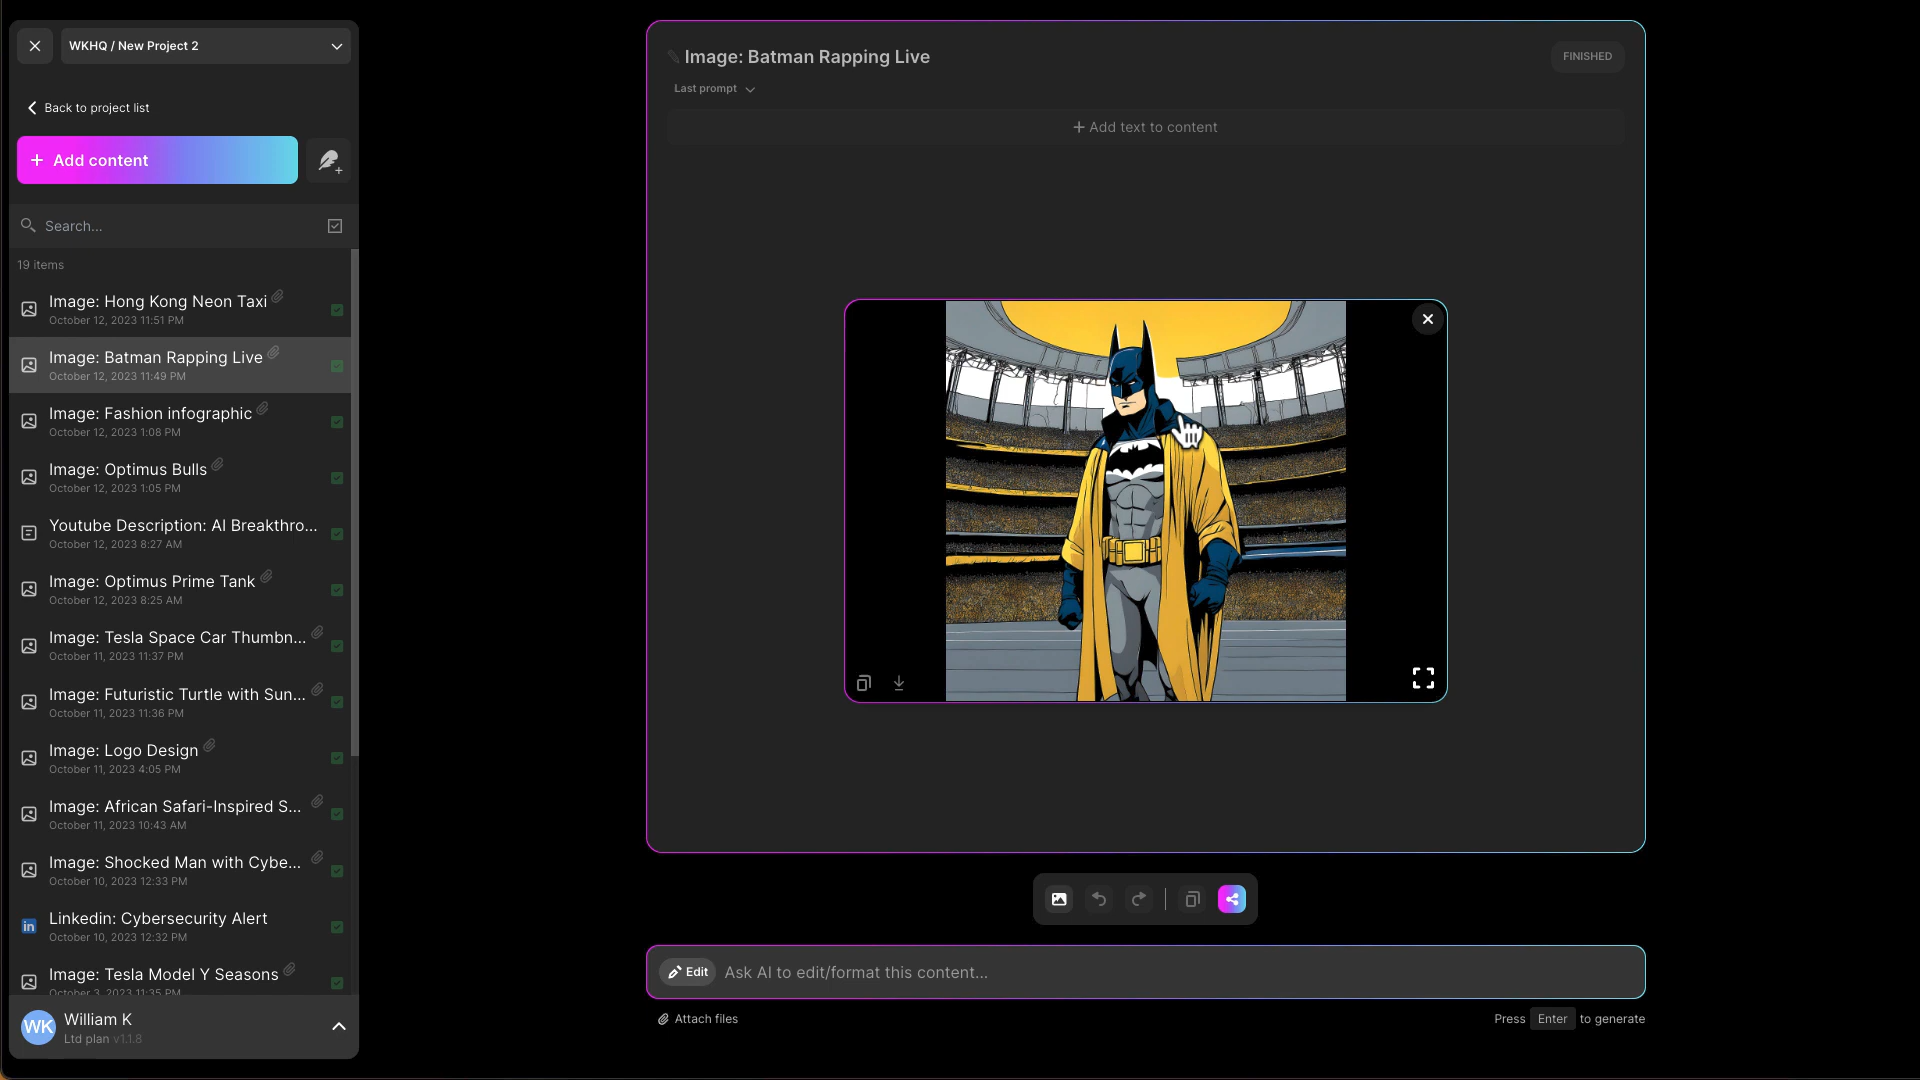 WKHQ / New Project 2
Back to project list
+ Add content
Search...
19 items
Image: Hong Kong Neon Taxi
October 12, 2023 11:51 PM
Image: Batman Rapping Live
October 12, 2023 11:49 PM
Image: Fashion infographic
October 12, 2023 1:08 PM
Image: Optimus Bulls
October 12, 2023 1:05 PM
Youtube Description: AI Breakthro...
October 12, 2023 8:27 AM
Image: Optimus Prime Tank
October 12, 2023 8:25 AM
Image: Tesla Space Car Thumbn...
October 11, 2023 11:37 PM
Image: Futuristic Turtle with Sun...
October 11, 2023 11:36 PM
Image: Logo Design
October 11, 2023 4:05 PM
Image: African Safari-Inspired S...
October 11, 2023 10:43 AM
Image: Shocked Man with Cybe...
October 10, 2023 12:33 PM
in
Linkedin: Cybersecurity Alert
October 10, 2023 12:32 PM
Image: Tesla Model Y Seasons
October 3, 2023 11:35 PM
WK
William K
Ltd plan v1.1.8
Image: Batman Rapping Live
FINISHED
Last prompt
+ Add text to content
Edit
Ask AI to edit/format this content...
Attach files
Press Enter to generate